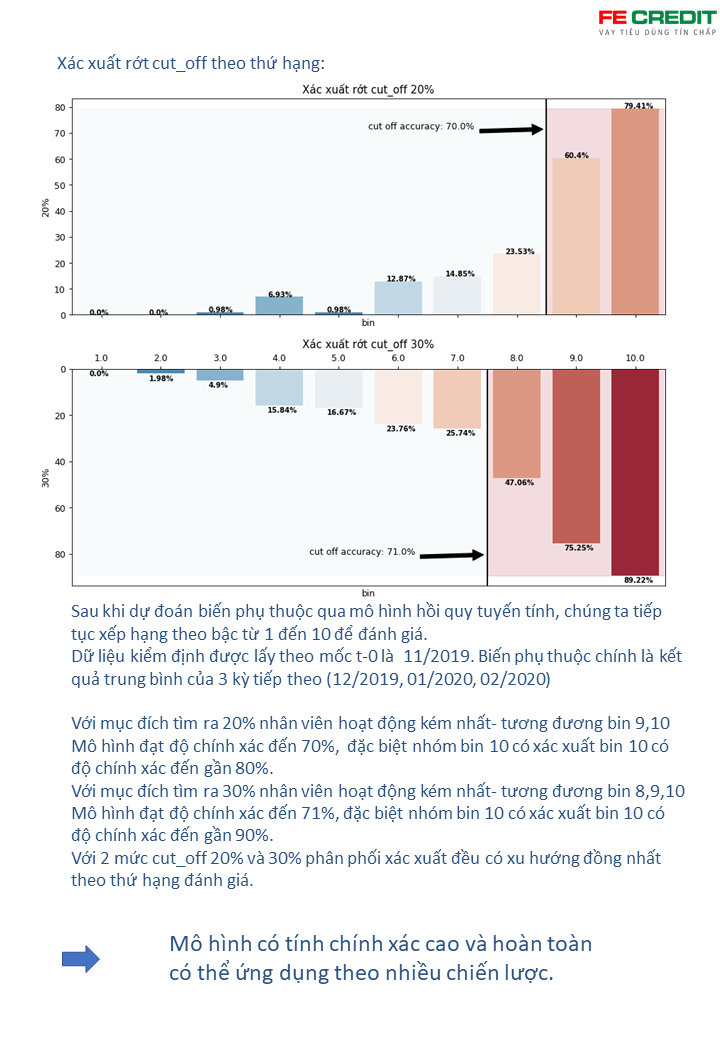 FE CREDIT
VAY TIÊU DÙNG TÍN CHẤP
Xác xuất rớt cut_off theo thứ hạng:
Xác xuất rớt cut_off 20%
80
70
60
50
40
30
20
10
0
20%
cut off accuracy: 70.0%
0.0%
0.0%
0.98%
6.93%
0.98%
12.87%
14.85%
23.53%
60.4%
79.41%
bin
Xác xuất rớt cut_off 30%
1.0 2.0 3.0 4.0 5.0 6.0 7.0 8.0 9.0 10.0
0
20
40
60
80
30%
0.0%
1.98%
4.9%
15.84%
16.67%
23.76%
25.74%
47.06%
75.25%
89.22%
cut off accuracy: 71.0%
bin
Sau khi dự đoán biến phụ thuộc qua mô hình hồi quy tuyến tính, chúng ta tiếp
tục xếp hạng theo bậc từ 1 đến 10 để đánh giá.
Dữ liệu kiểm định được lấy theo mốc t-0 là 11/2019. Biến phụ thuộc chính là kết
quả trung bình của 3 kỳ tiếp theo (12/2019, 01/2020, 02/2020)
Với mục đích tìm ra 20% nhân viên hoạt động kém nhất- tương đương bin 9,10
Mô hình đạt độ chính xác đến 70%, đặc biệt nhóm bin 10 có xác xuất bin 10 có
độ chính xác đến gần 80%.
Với mục đích tìm ra 30% nhân viên hoạt động kém nhất- tương đương bin 8,9,10
Mô hình đạt độ chính xác đến 71%, đặc biệt nhóm bin 10 có xác xuất bin 10 có
độ chính xác đến gần 90%.
Với 2 mức cut_off 20% và 30% phân phối xác xuất đều có xu hướng đồng nhất
theo thứ hạng đánh giá.
Mô hình có tính chính xác cao và hoàn toàn
có thể ứng dụng theo nhiều chiến lược.